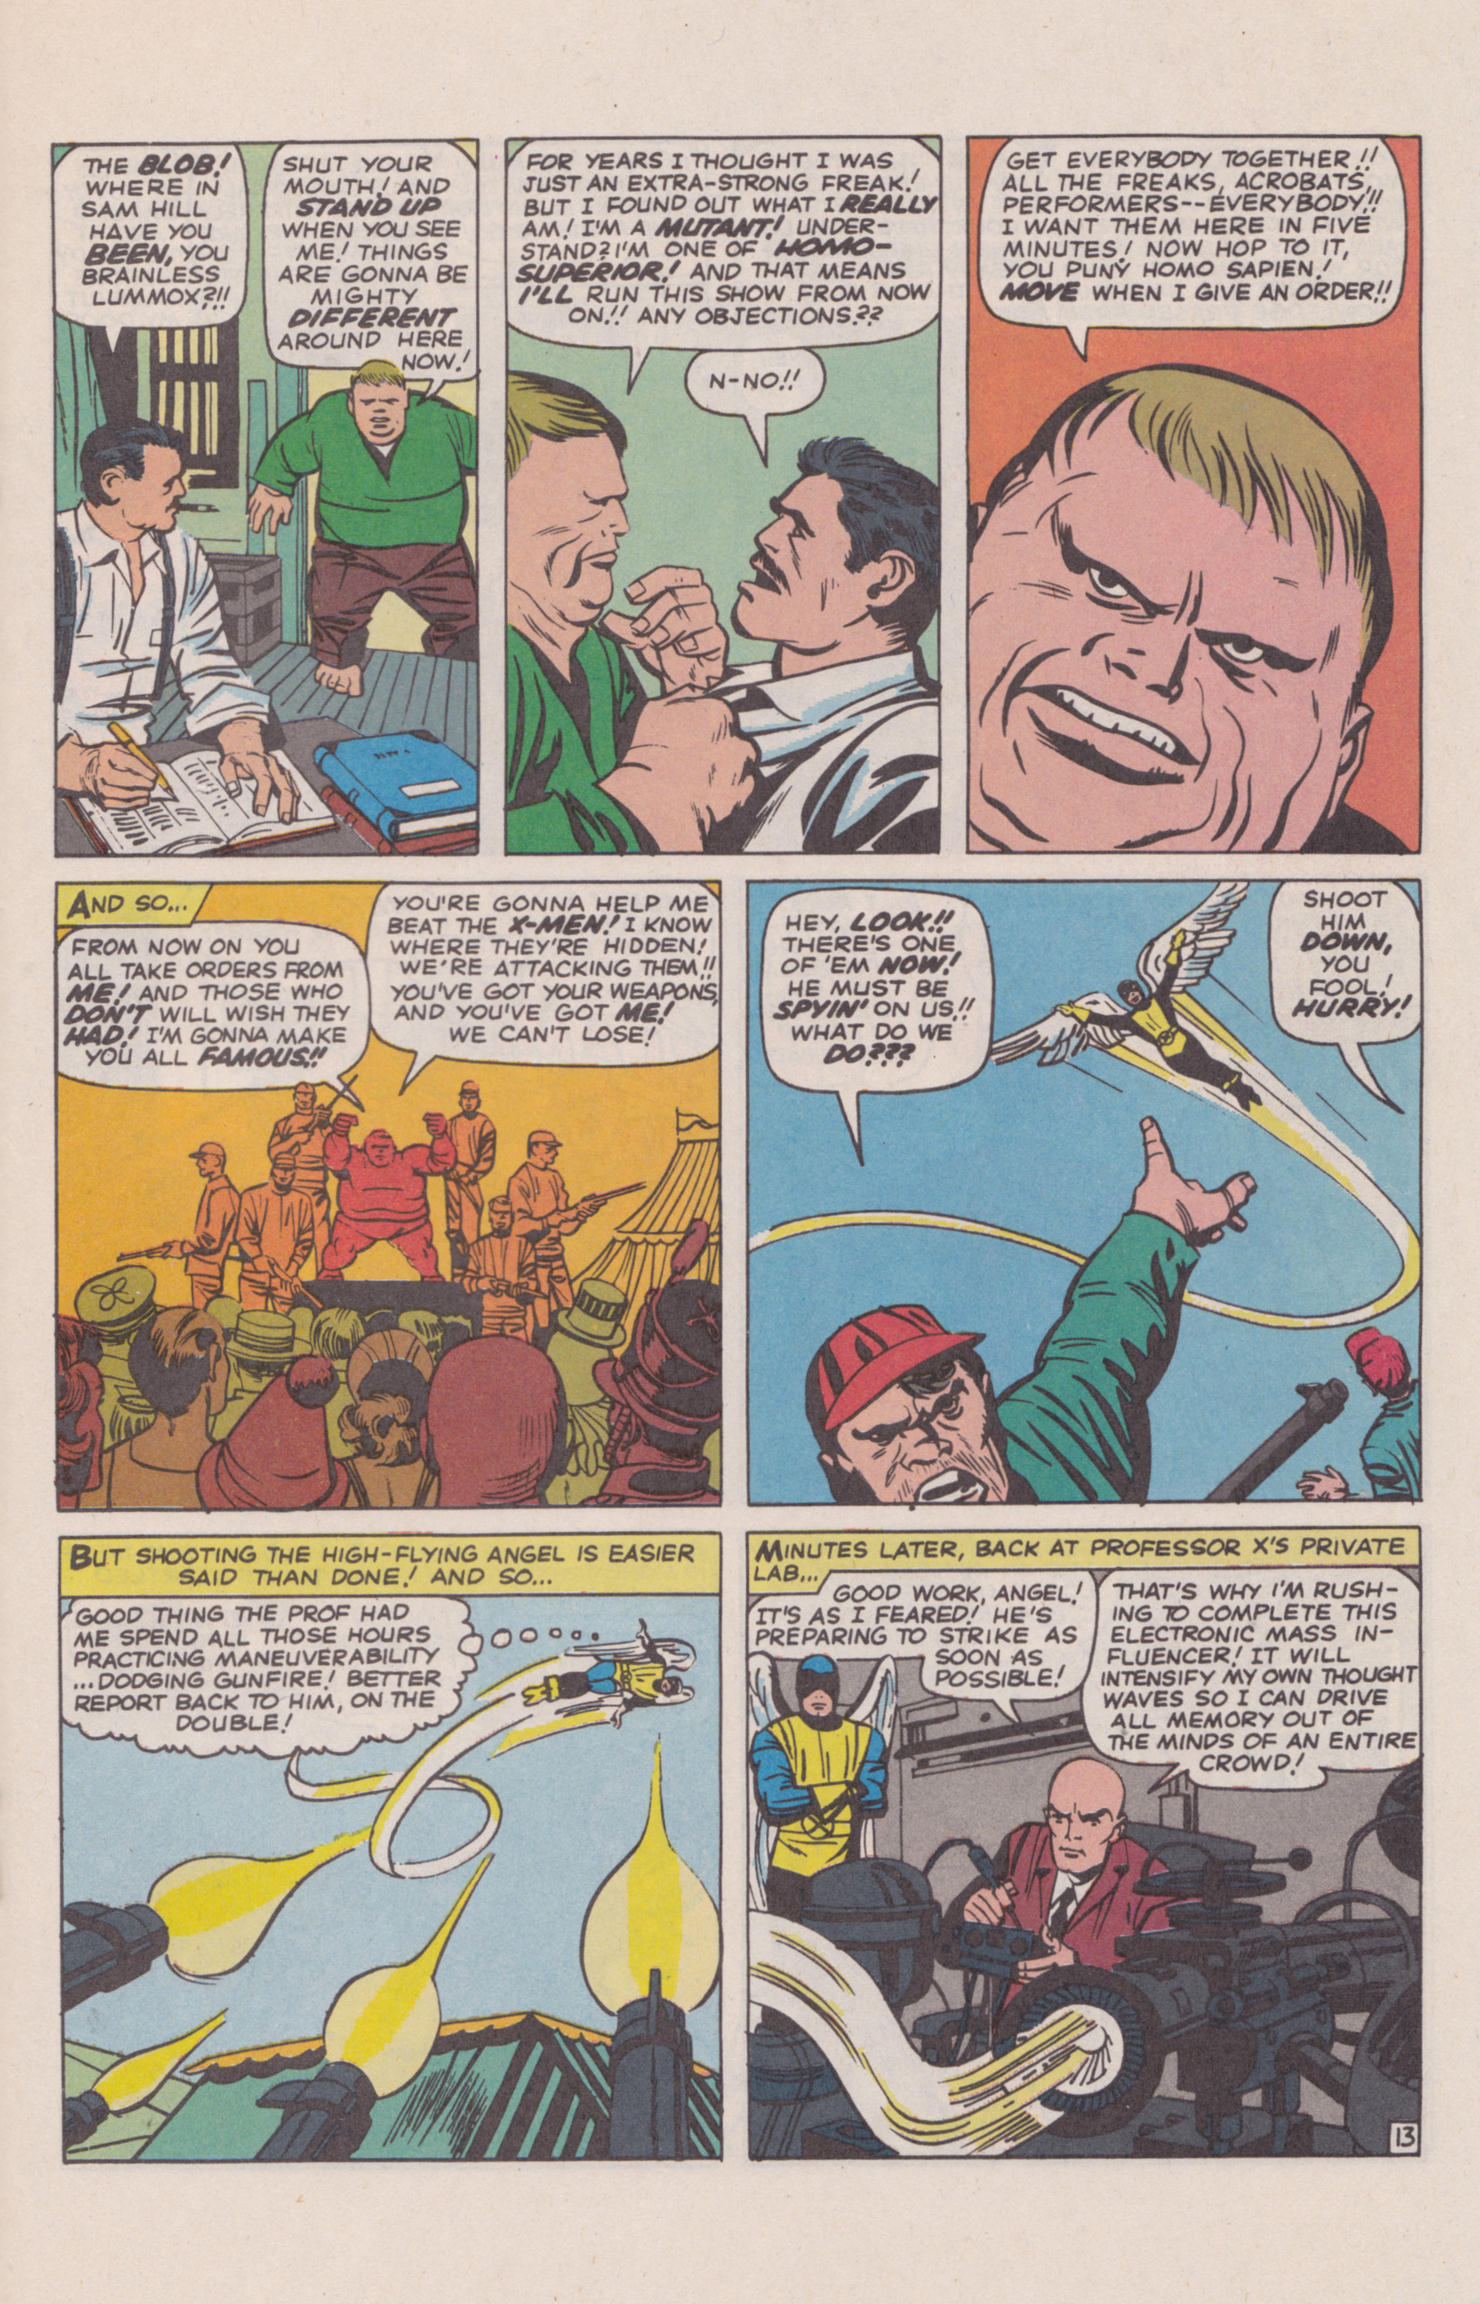 THE BLOB!
WHERE IN
SAM HILL
HAVE YOU
BEEN, YOU
BRAINLESS
LUMMOX?!!
SHUT YOUR
MOUTH! AND
STAND UP
WHEN YOU SEE
ME! THINGS
ARE GONNA BE
MIGHTY
DIFFERENT
AROUND HERE
NOW!
FOR YEARS I THOUGHT I WAS
JUST AN EXTRA-STRONG FREAK!
BUT I FOUND OUT WHAT I REALLY
AM! I'M A MUTANT! UNDER-
STAND? I'M ONE OF HOMO-
SUPERIOR! AND THAT MEANS
I'LL RUN THIS SHOW FROM NOW
ON!! ANY OBJECTIONS??
N-NO!!
GET EVERYBODY TOGETHER!!
ALL THE FREAKS, ACROBATS,
PERFORMERS--EVERYBODY!!
I WANT THEM HERE IN FIVE
MINUTES! NOW HOP TO IT,
YOU PUNY HOMO SAPIEN!
MOVE WHEN I GIVE AN ORDER!!
AND SO...
FROM NOW ON YOU
ALL TAKE ORDERS FROM
ME! AND THOSE WHO
DON'T WILL WISH THEY
HAD! I'M GONNA MAKE
YOU ALL FAMOUS!!
YOU'RE GONNA HELP ME
BEAT THE X-MEN! I KNOW
WHERE THEY'RE HIDDEN!
WE'RE ATTACKING THEM!!
YOU'VE GOT YOUR WEAPONS,
AND YOU'VE GOT ME!
WE CAN'T LOSE!
HEY, LOOK!!
THERE'S ONE
OF 'EM NOW!
HE MUST BE
SPYIN' ON US!!
WHAT DO WE
DO???
SHOOT
HIM
DOWN,
YOU
FOOL!
HURRY!
BUT SHOOTING THE HIGH-FLYING ANGEL IS EASIER
SAID THAN DONE! AND SO...
GOOD THING THE PROF HAD
ME SPEND ALL THOSE HOURS
PRACTICING MANEUVERABILITY
...DODGING GUNFIRE! BETTER
REPORT BACK TO HIM, ON THE
DOUBLE!
MINUTES LATER, BACK AT PROFESSOR X'S PRIVATE
LAB...
GOOD WORK, ANGEL!
IT'S AS I FEARED! HE'S
PREPARING TO STRIKE AS
SOON AS
POSSIBLE!
THAT'S WHY I'M RUSH-
ING TO COMPLETE THIS
ELECTRONIC MASS IN-
FLUENCER! IT WILL
INTENSIFY MY OWN THOUGHT
WAVES SO I CAN DRIVE
ALL MEMORY OUT OF
THE MINDS OF AN ENTIRE
CROWD!
13